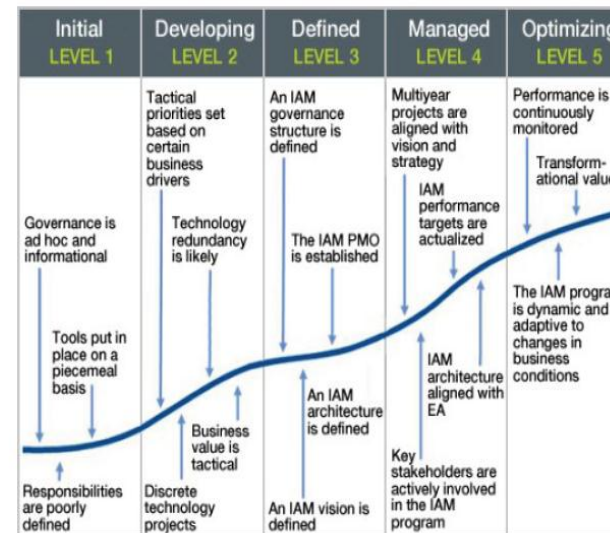 Initial
LEVEL 1
Developing
LEVEL 2
Defined
LEVEL 3
Managed
LEVEL 4
Optimizing
LEVEL 5
Governance is
ad hoc and
informational
Tools put in
place on a
piecemeal
basis
Responsibilities
are poorly
defined
Tactical
priorities set
based on
certain
business
drivers
Technology
redundancy
is likely
Business
value is
tactical
Discrete
technology
projects
An IAM
governance
structure is
defined
The IAM PMO
is established
An IAM
architecture
is defined
An IAM vision is
defined
Multiyear
projects are
aligned with
vision and
strategy
IAM
performance
targets are
actualized
IAM
architecture
aligned with
EA
Key
stakeholders are
actively involved
in the IAM
program
Performance is
continuously
monitored
Transform-
ational value
The IAM progra
is dynamic and
adaptive to
changes in
business
conditions